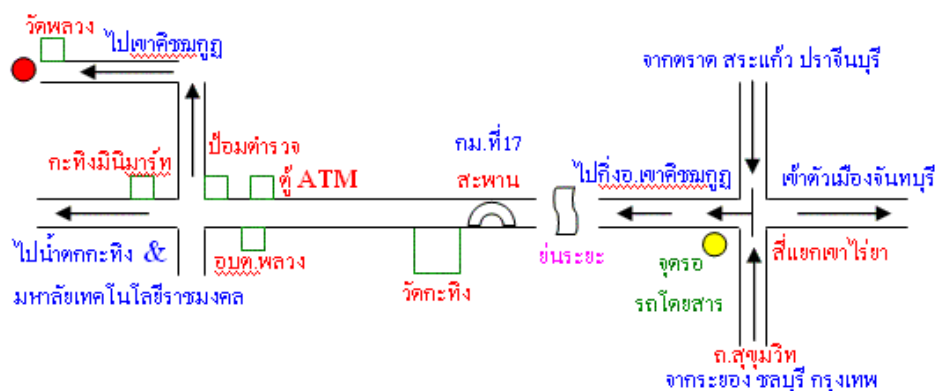 วัดพลวง
ไปเขาคิชฌกูฏ
จากตราด สระแก้ว ปราจีนบุรี
ป้อมตำรวจ
กม.ที่17
กะทิงมินิมาร์ท
ตู้ ATM
สะพาน
ไปกิ่งอ.เขาคิชฌกูฏ
เข้าตัวเมืองจันทบุรี
ไปน้ำตกกะทิง &
มหาลัยเทคโนโลยีราชมงคล
อบต.พลวง
วัดกะทิง
ย่นระยะ
จุดรอ
รถโดยสาร
สี่แยกเขาไร่ยา
ถ.สุขุมวิท
จากระยอง ชลบุรี กรุงเทพ